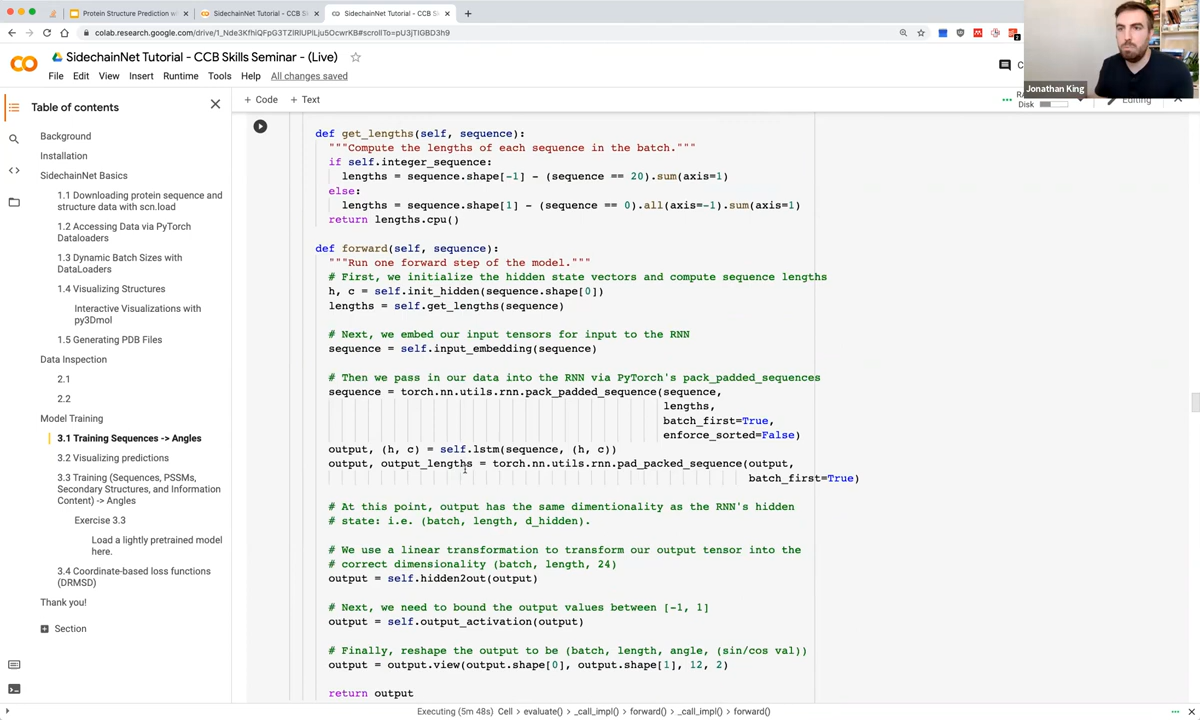 Protein Structure Prediction wi
SidechainNet Tutorial - CCB Sk
SidechainNet Tutorial - CCB Sk
colab.research.google.com/drive/1_Nde3KfhiQFpG3TZlRlUPlLju5OcwrKB#scrollTo=pU3jTIGBD3h9
SidechainNet Tutorial - CCB Skills Seminar - (Live)
File Edit View Insert Runtime Tools Help All changes saved
Jonathan King
Disk
Editing
+ Code + Text
Table of contents
Background
Installation
SidechainNet Basics
1.1 Downloading protein sequence and
structure data with scn.load
1.2 Accessing Data via PyTorch
Dataloaders
1.3 Dynamic Batch Sizes with
DataLoaders
1.4 Visualizing Structures
Interactive Visualizations with
py3Dmol
1.5 Generating PDB Files
Data Inspection
2.1
2.2
Model Training
3.1 Training Sequences -> Angles
3.2 Visualizing predictions
3.3 Training (Sequences, PSSMs,
Secondary Structures, and Information
Content) -> Angles
Exercise 3.3
Load a lightly pretrained model
here.
3.4 Coordinate-based loss functions
(DRMSD)
Thank you!
Section
def get_lengths(self, sequence):
"""Compute the lengths of each sequence in the batch."""
if self.integer_sequence:
lengths = sequence.shape[-1] - (sequence == 20).sum(axis=1)
else:
lengths = sequence.shape[1] - (sequence == 0).all(axis=-1).sum(axis=1)
return lengths.cpu()
def forward(self, sequence):
"""Run one forward step of the model."""
# First, we initialize the hidden state vectors and compute sequence lengths
h, c = self.init_hidden(sequence.shape[0])
lengths = self.get_lengths(sequence)
# Next, we embed our input tensors for input to the RNN
sequence = self.input_embedding(sequence)
# Then we pass in our data into the RNN via PyTorch's pack_padded_sequences
sequence = torch.nn.utils.rnn.pack_padded_sequence(sequence,
lengths,
batch_first=True,
enforce_sorted=False)
output, (h, c) = self.lstm(sequence, (h, c))
output, output_lengths = torch.nn.utils.rnn.pad_packed_sequence(output,
batch_first=True)
# At this point, output has the same dimentionality as the RNN's hidden
# state: i.e. (batch, length, d_hidden).
# We use a linear transformation to transform our output tensor into the
# correct dimensionality (batch, length, 24)
output = self.hidden2out(output)
# Next, we need to bound the output values between [-1, 1]
output = self.output_activation(output)
# Finally, reshape the output to be (batch, length, angle, (sin/cos val))
output = output.view(output.shape[0], output.shape[1], 12, 2)
return output
Executing (5m 48s) Cell > evaluate() > _call_impl() > forward() > _call_impl() > forward()